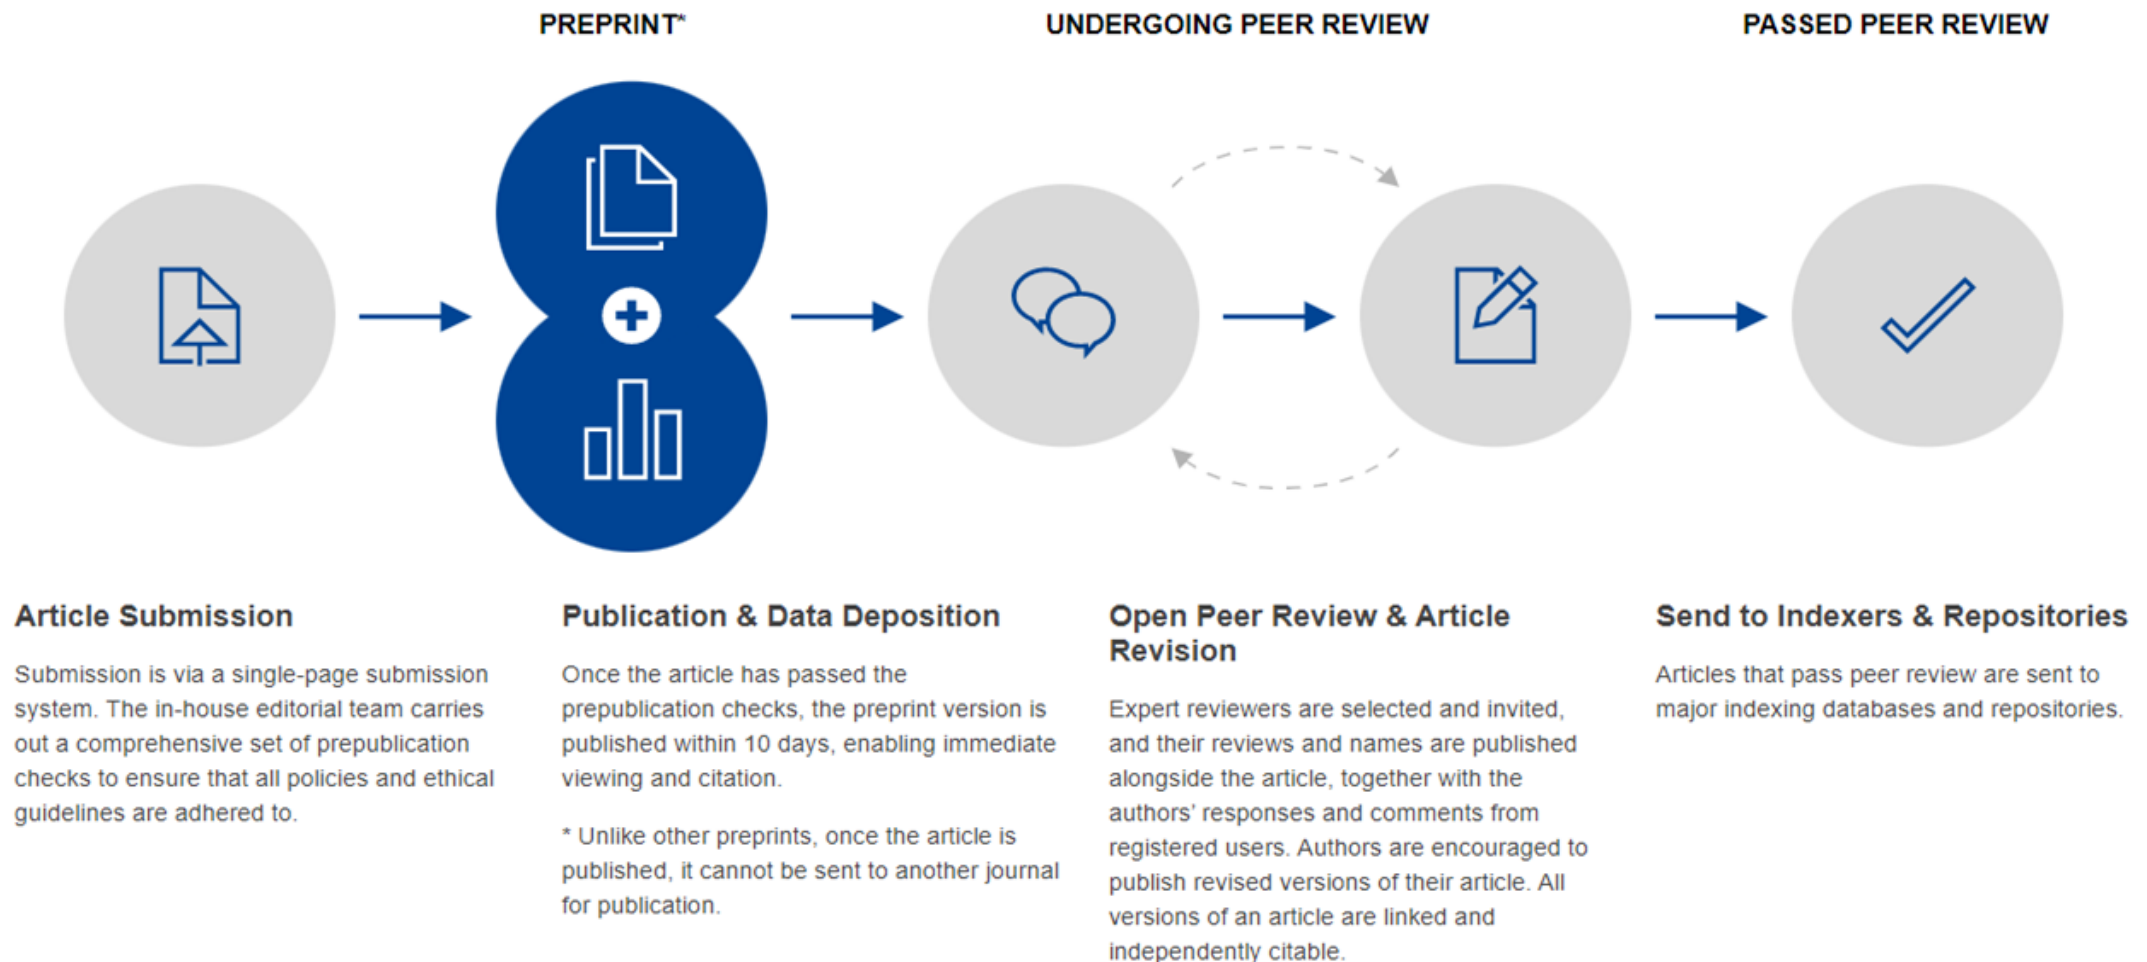 PREPRINT*
UNDERGOING PEER REVIEW
PASSED PEER REVIEW
Article Submission
Submission is via a single-page submission
system. The in-house editorial team carries
out a comprehensive set of prepublication
checks to ensure that all policies and ethical
guidelines are adhered to.
Publication & Data Deposition
Once the article has passed the
prepublication checks, the preprint version is
published within 10 days, enabling immediate
viewing and citation.
* Unlike other preprints, once the article is
published, it cannot be sent to another journal
for publication.
Open Peer Review & Article
Revision
Expert reviewers are selected and invited,
and their reviews and names are published
alongside the article, together with the
authors’ responses and comments from
registered users. Authors are encouraged to
publish revised versions of their article. All
versions of an article are linked and
independently citable.
Send to Indexers & Repositories
Articles that pass peer review are sent to
major indexing databases and repositories.